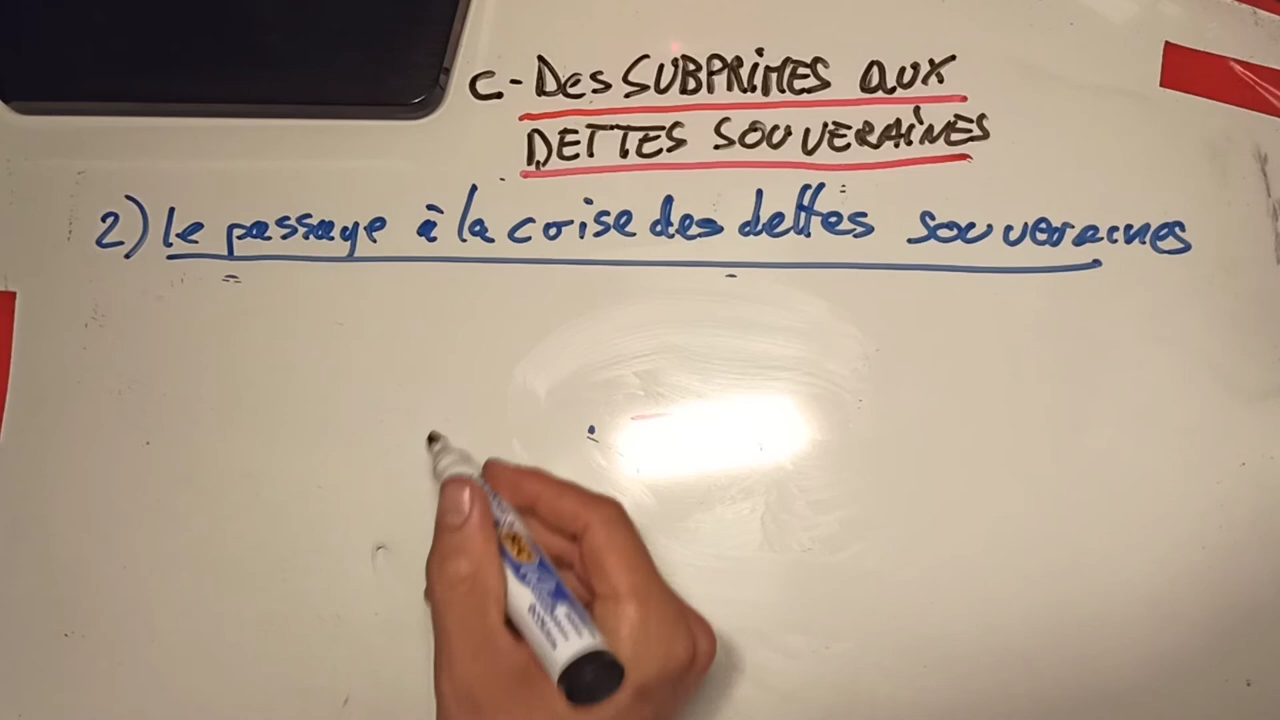 c-Des SUBPRIMES AUX
DETTES SOUVERAINES
2) le passage à la crise des dettes souveraines